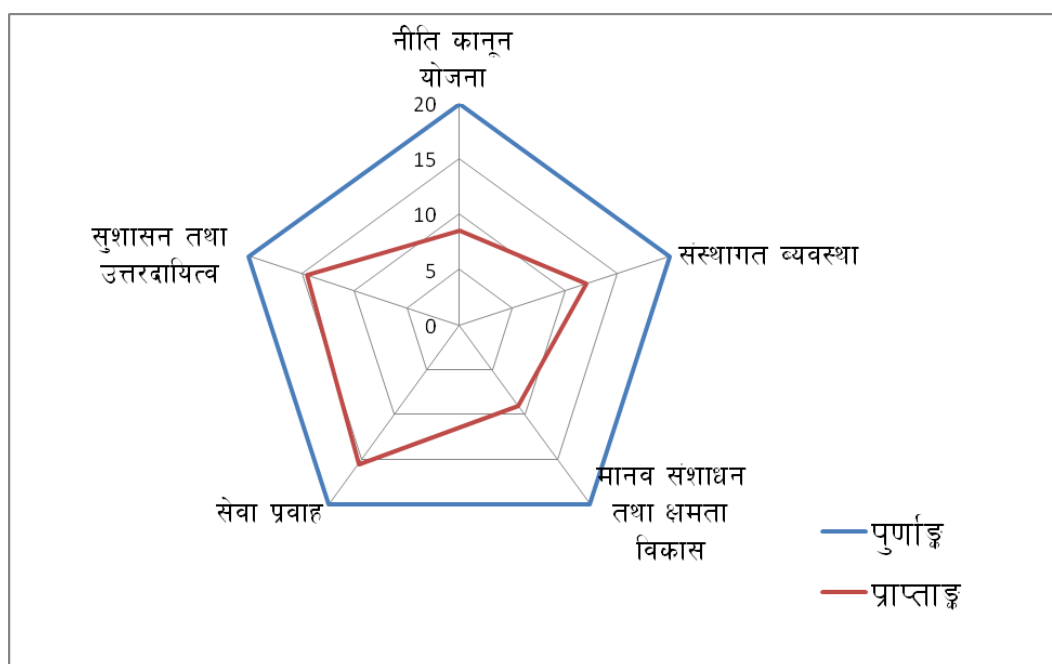 नीति कानून
योजना
20
15
10
5
0
संस्थागत व्यवस्था
मानव संशाधन
तथा क्षमता
विकास
सेवा प्रवाह
सुशासन तथा
उत्तरदायित्व
पुर्णाङ्क
प्राप्ताङ्क